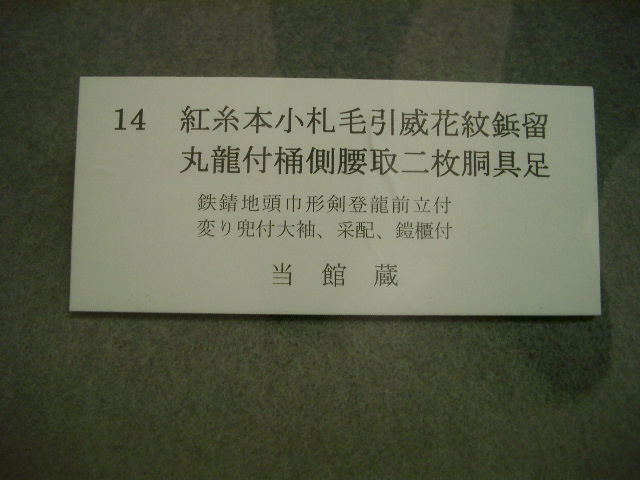 14 紅糸本小札毛引威花紋鋲留
丸龍付桶側腰取二枚胴具足
鉄錆地頭巾形剣登龍前立付
変り兜付大袖、采配、鎧櫃付
当館蔵